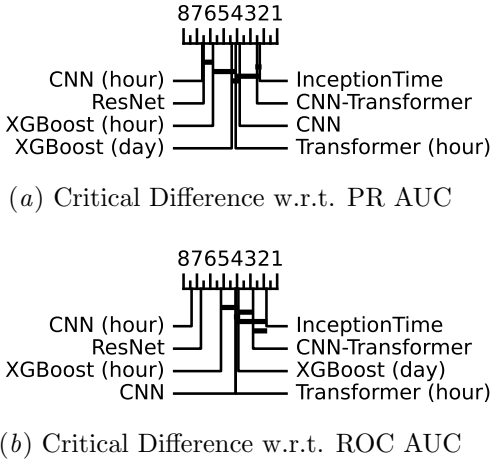 87654321
CNN (hour) InceptionTime
ResNet CNN-Transformer
XGBoost (hour) CNN
XGBoost (day) Transformer (hour)
(a) Critical Difference w.r.t. PR AUC
87654321
CNN (hour) InceptionTime
ResNet CNN-Transformer
XGBoost (hour) XGBoost (day)
CNN Transformer (hour)
(b) Critical Difference w.r.t. ROC AUC